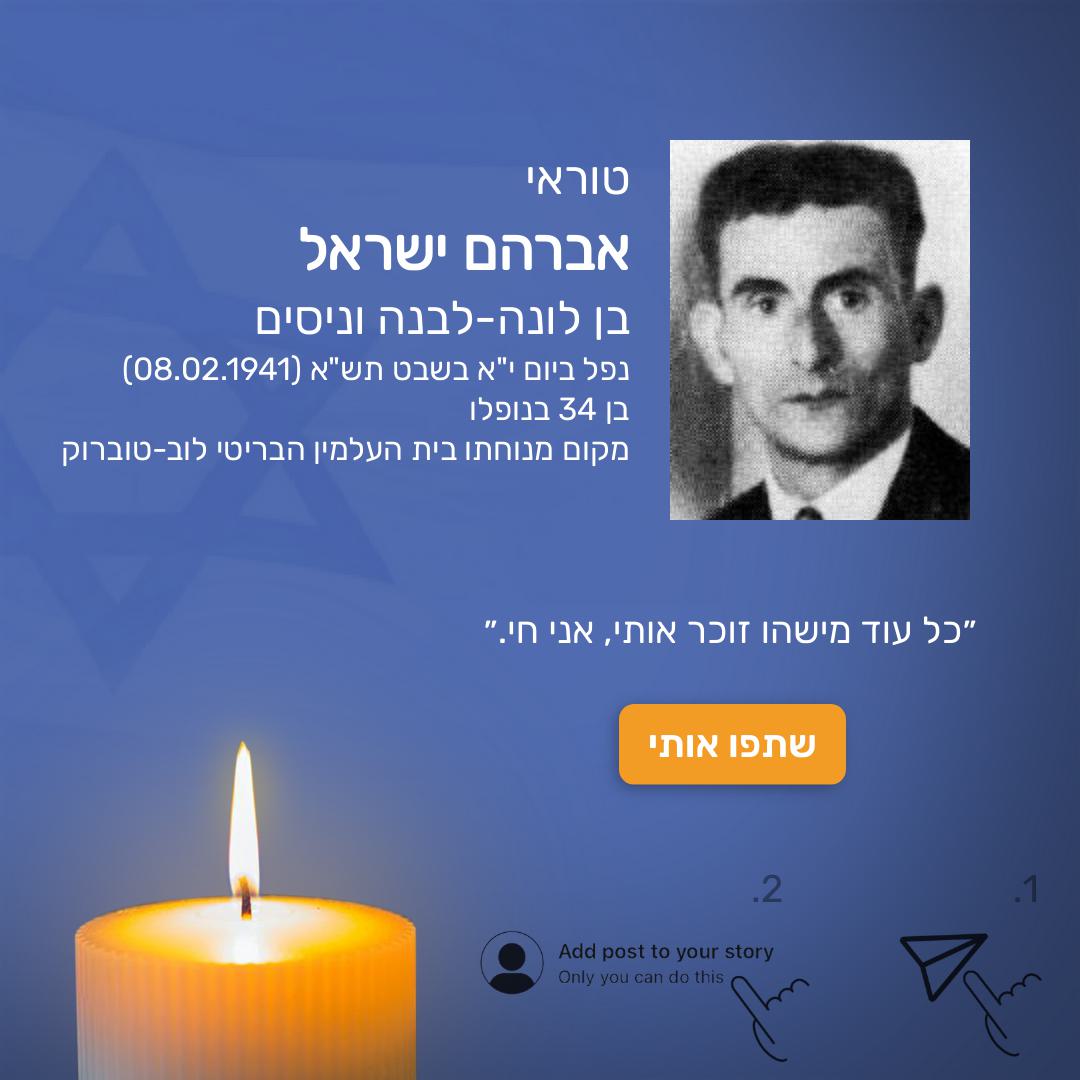 טוראי
אברהם ישראל
בן לונה-לבנה וניסים
נפל ביום י"א בשבט תש"א (08.02.1941)
בן 34 בנופלו
מקום מנוחתו בית העלמין הבריטי לוב-טוברוק
״כל עוד מישהו זוכר אותי, אני חי.״
שתפו אותי
.1
.2
Add post to your story
Only you can do this